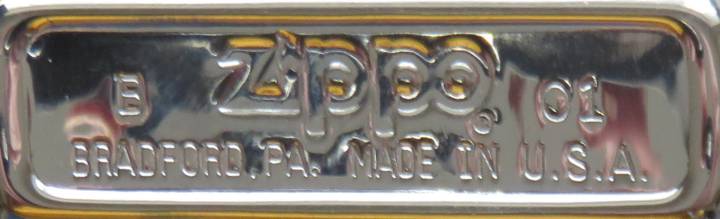 B Zippo® 01
BRADFORD, PA. MADE IN U.S.A.